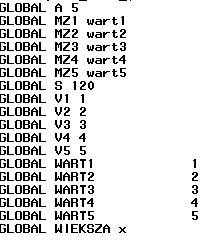 GLOBAL A 5
GLOBAL MZ1 wart1
GLOBAL MZ2 wart2
GLOBAL MZ3 wart3
GLOBAL MZ4 wart4
GLOBAL MZ5 wart5
GLOBAL S 120
GLOBAL V1 1
GLOBAL V2 2
GLOBAL V3 3
GLOBAL V4 4
GLOBAL V5 5
GLOBAL WART1 1
GLOBAL WART2 2
GLOBAL WART3 3
GLOBAL WART4 4
GLOBAL WART5 5
GLOBAL WIEKSZA x